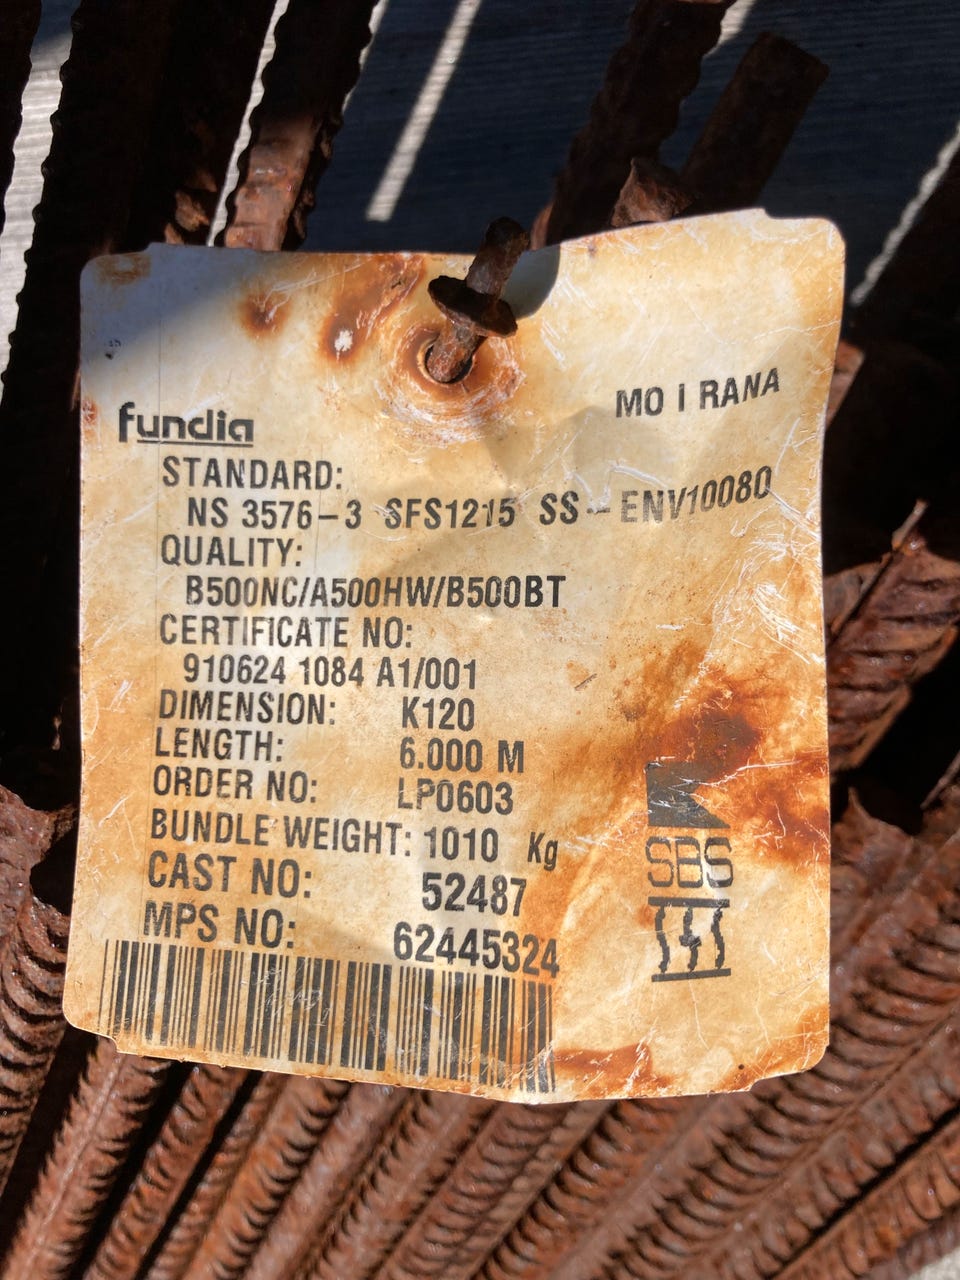 MO I RANA
fundia
STANDARD:
NS 3576-3 SFS1215 SS-ENV10080
QUALITY:
B500NC/A500HW/B500BT
CERTIFICATE NO:
910624 1084 A1/001
DIMENSION: K120
LENGTH: 6.000 M
ORDER NO: LP0603
BUNDLE WEIGHT: 1010 Kg
CAST NO: 52487
MPS NO: 62445324
SBS